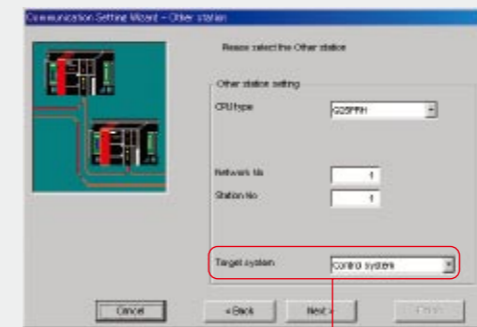 Communication Setting Wizard - Other station
Please select the Other station
Other station setting
CPU type
Q25PRH
Network No
1
Station No
1
Target system
Control system
Cancel
< Back
Next >